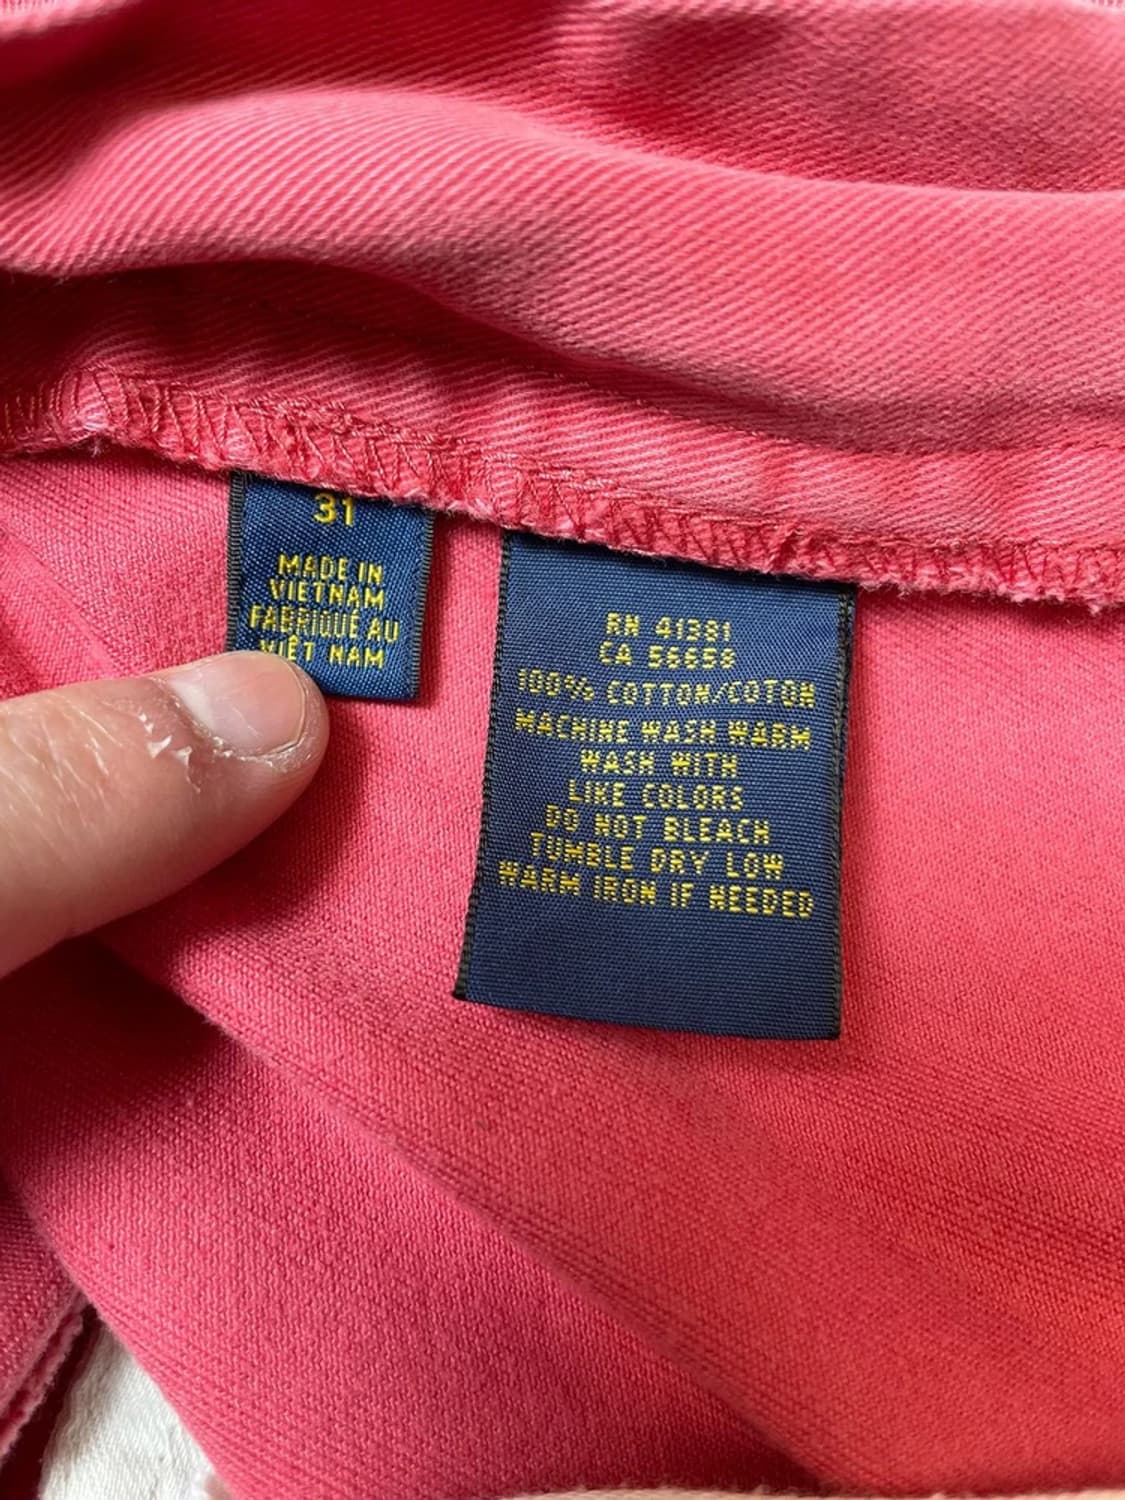 31
MADE IN
VIETNAM
FABRIQUÉ AU
VIÊT NAM
RN 41381
CA 56658
100% COTTON/COTON
MACHINE WASH WARM
WASH WITH
LIKE COLORS
DO NOT BLEACH
TUMBLE DRY LOW
WARM IRON IF NEEDED